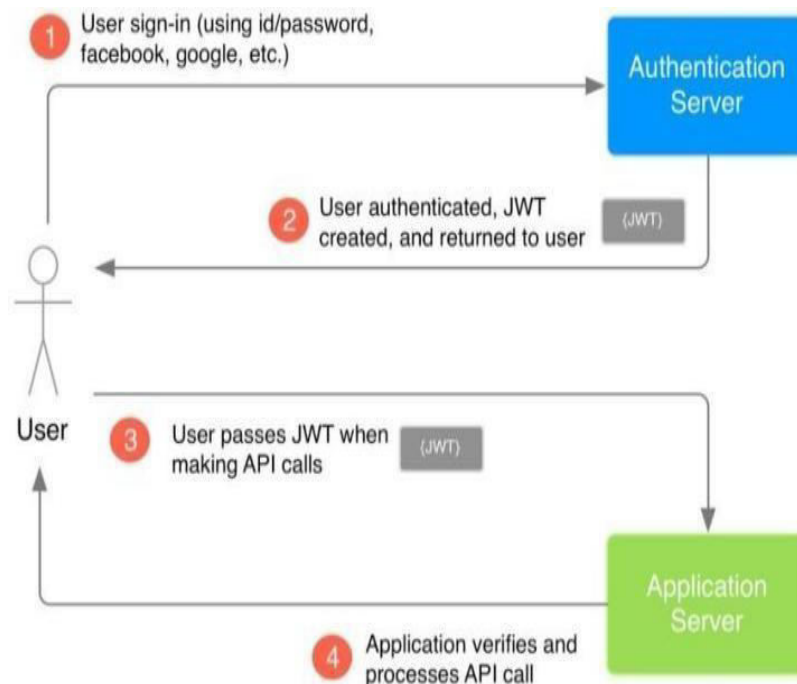 1
User sign-in (using id/password,
facebook, google, etc.)
Authentication
Server
2
User authenticated, JWT
created, and returned to user
{JWT}
User
3
User passes JWT when
making API calls
{JWT}
Application
Server
4
Application verifies and
processes API call